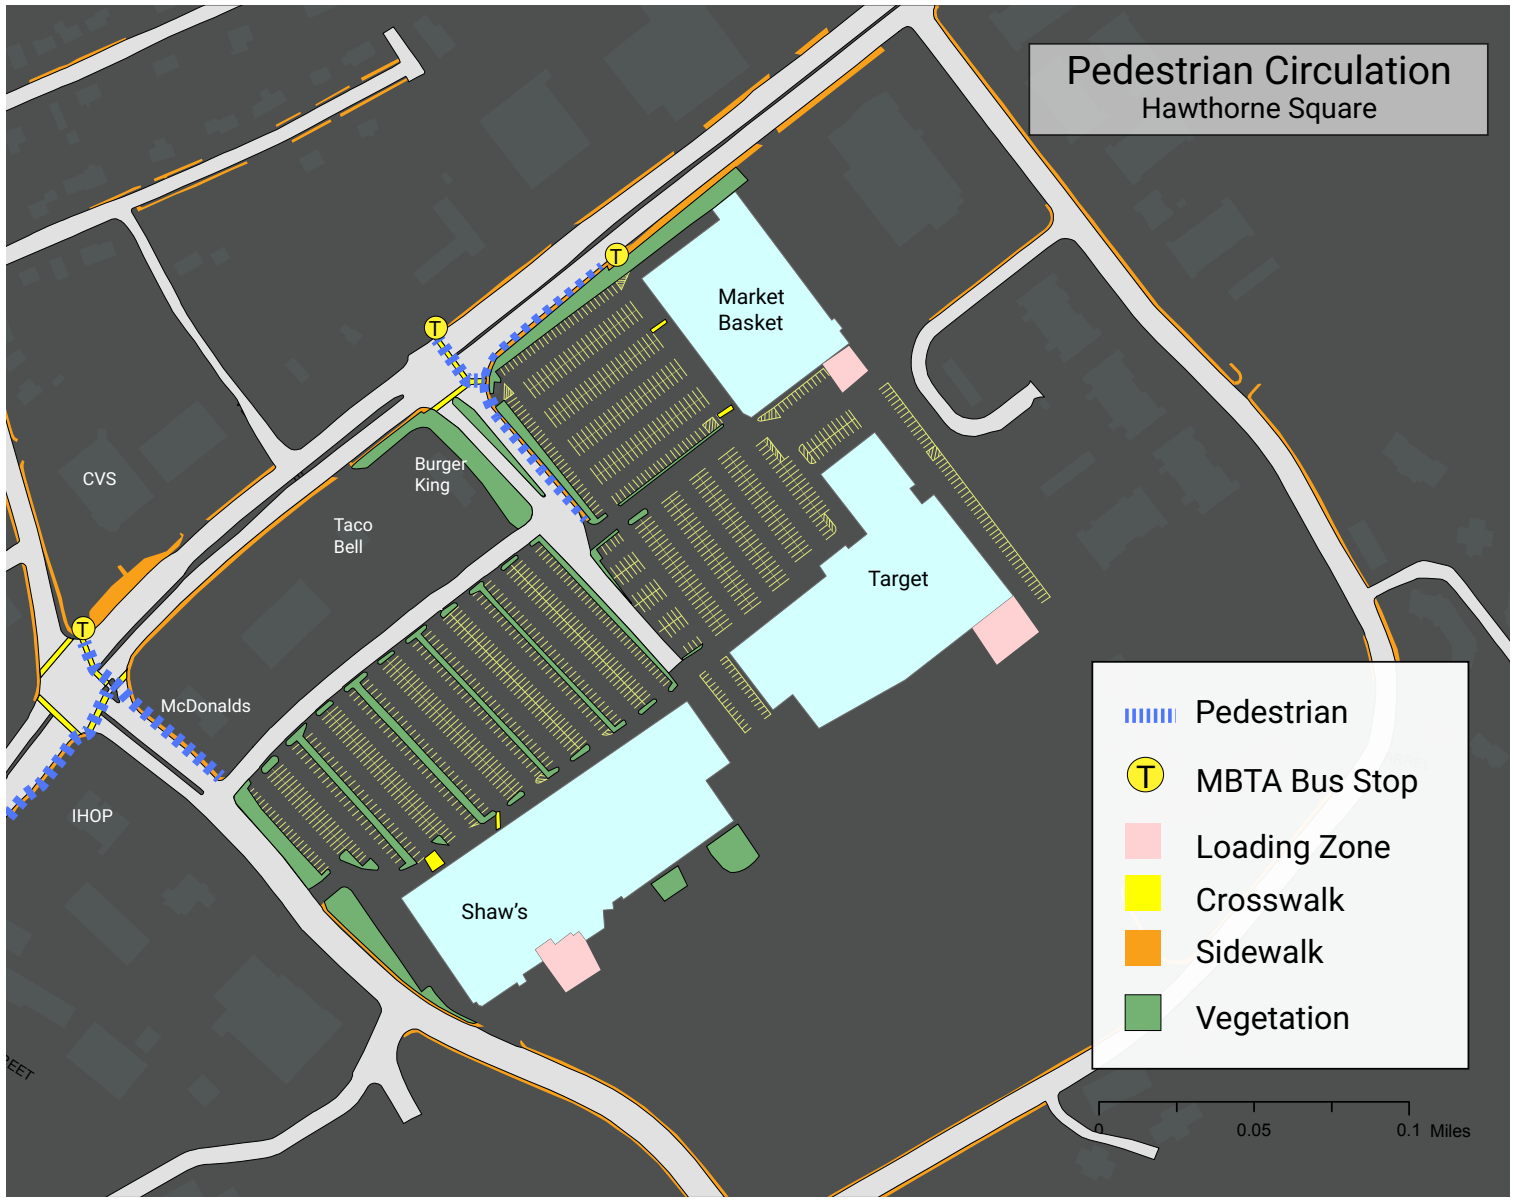 Pedestrian Circulation
Hawthorne Square
T
T
Market
Basket
CVS
Burger
King
Taco
Bell
Target
T
McDonalds
IHOP
Shaw's
REET
Pedestrian
T
MBTA Bus Stop
Loading Zone
Crosswalk
Sidewalk
Vegetation
0
0.05
0.1 Miles